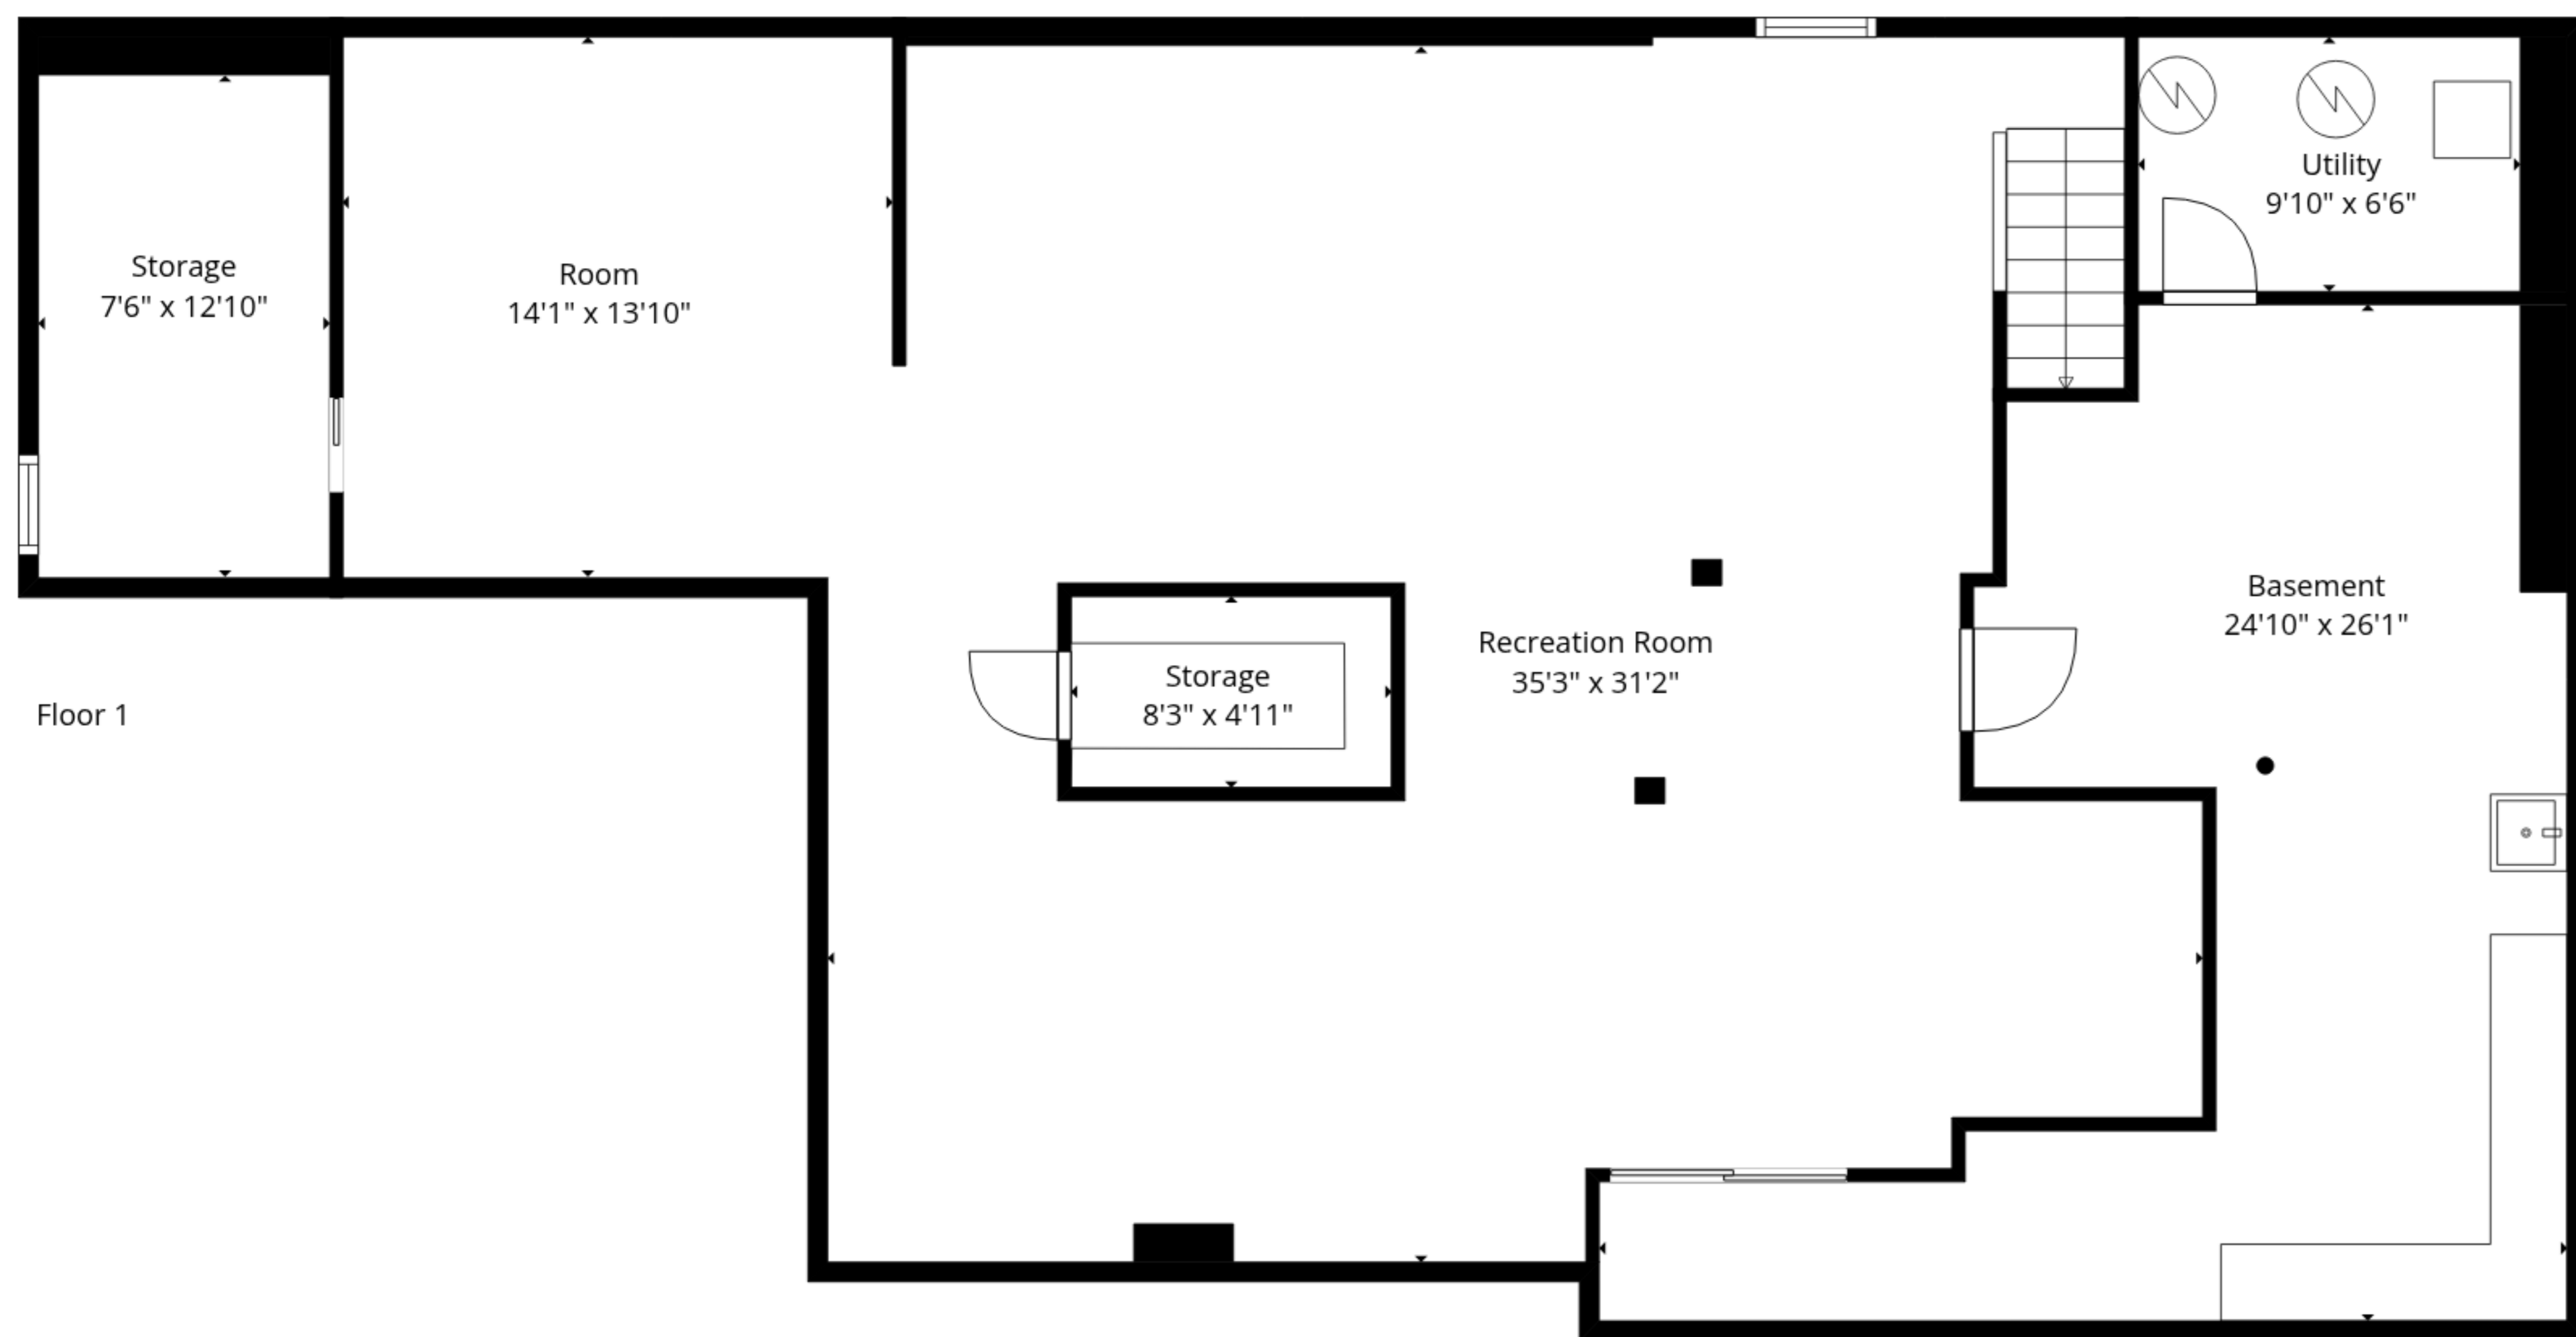 Storage
7'6" x 12'10"
Room
14'1" x 13'10"
Utility
9'10" x 6'6"
Basement
24'10" x 26'1"
Recreation Room
35'3" x 31'2"
Storage
8'3" x 4'11"
Floor 1